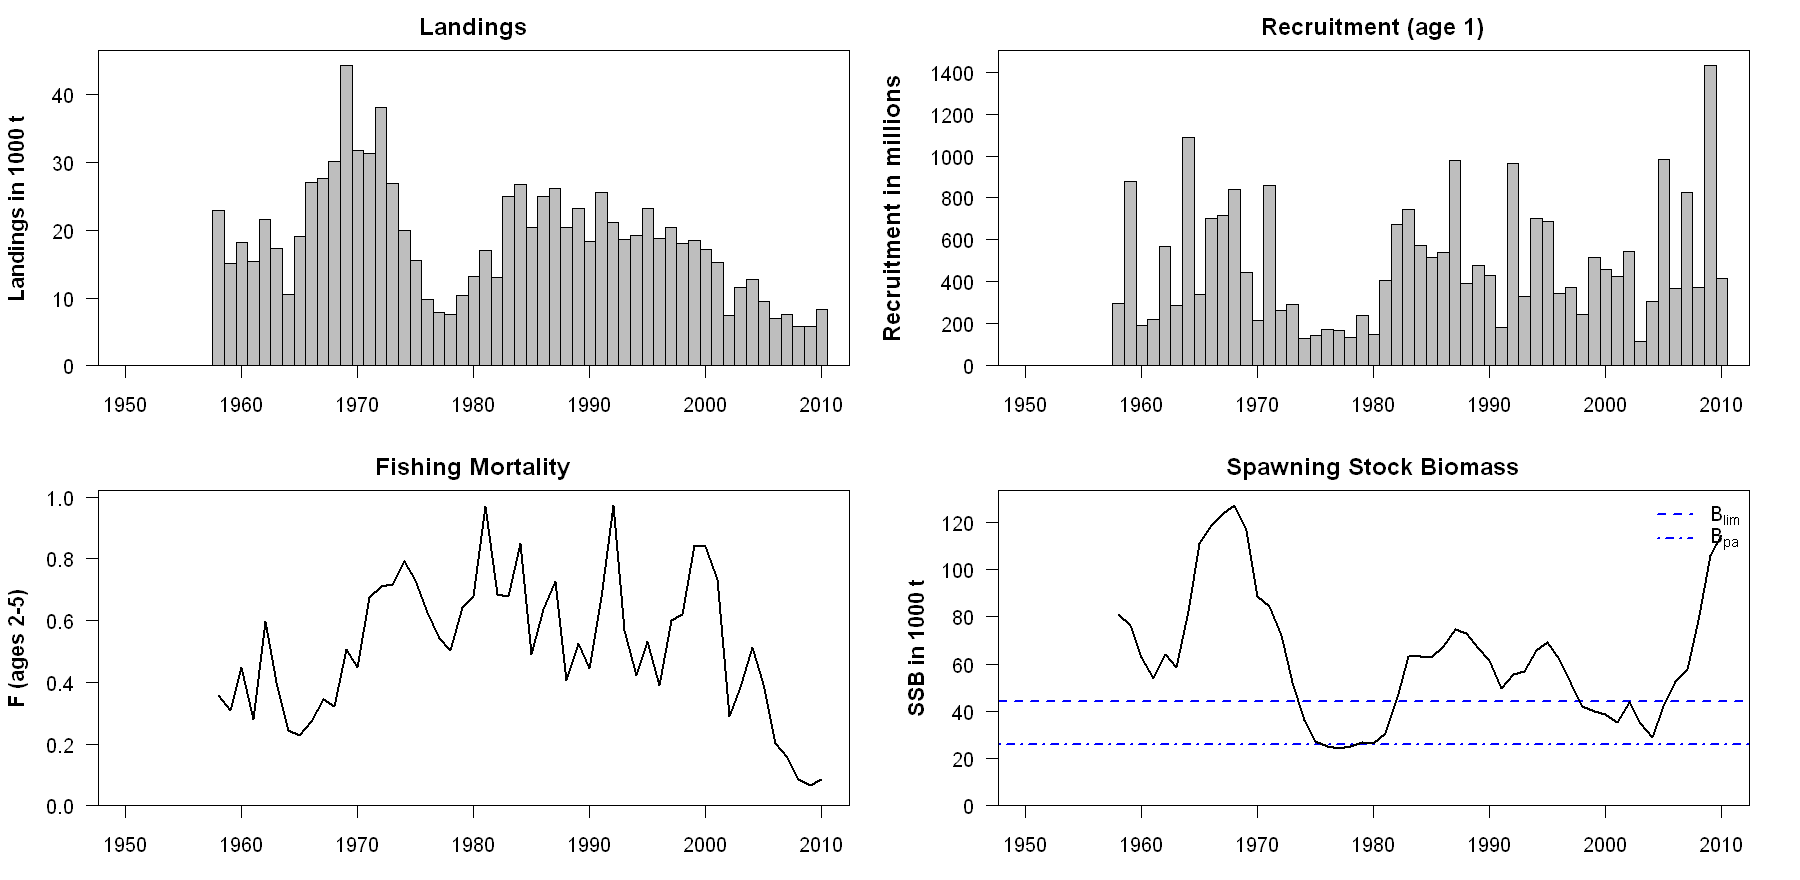 Landings
Landings in 1000 t
40
30
20
10
0
1950 1960 1970 1980 1990 2000 2010
Recruitment (age 1)
Recruitment in millions
1400
1200
1000
800
600
400
200
0
1950 1960 1970 1980 1990 2000 2010
Fishing Mortality
F (ages 2-5)
1.0
0.8
0.6
0.4
0.2
0.0
1950 1960 1970 1980 1990 2000 2010
Spawning Stock Biomass
SSB in 1000 t
120
100
80
60
40
20
0
1950 1960 1970 1980 1990 2000 2010
Blim
Bpa